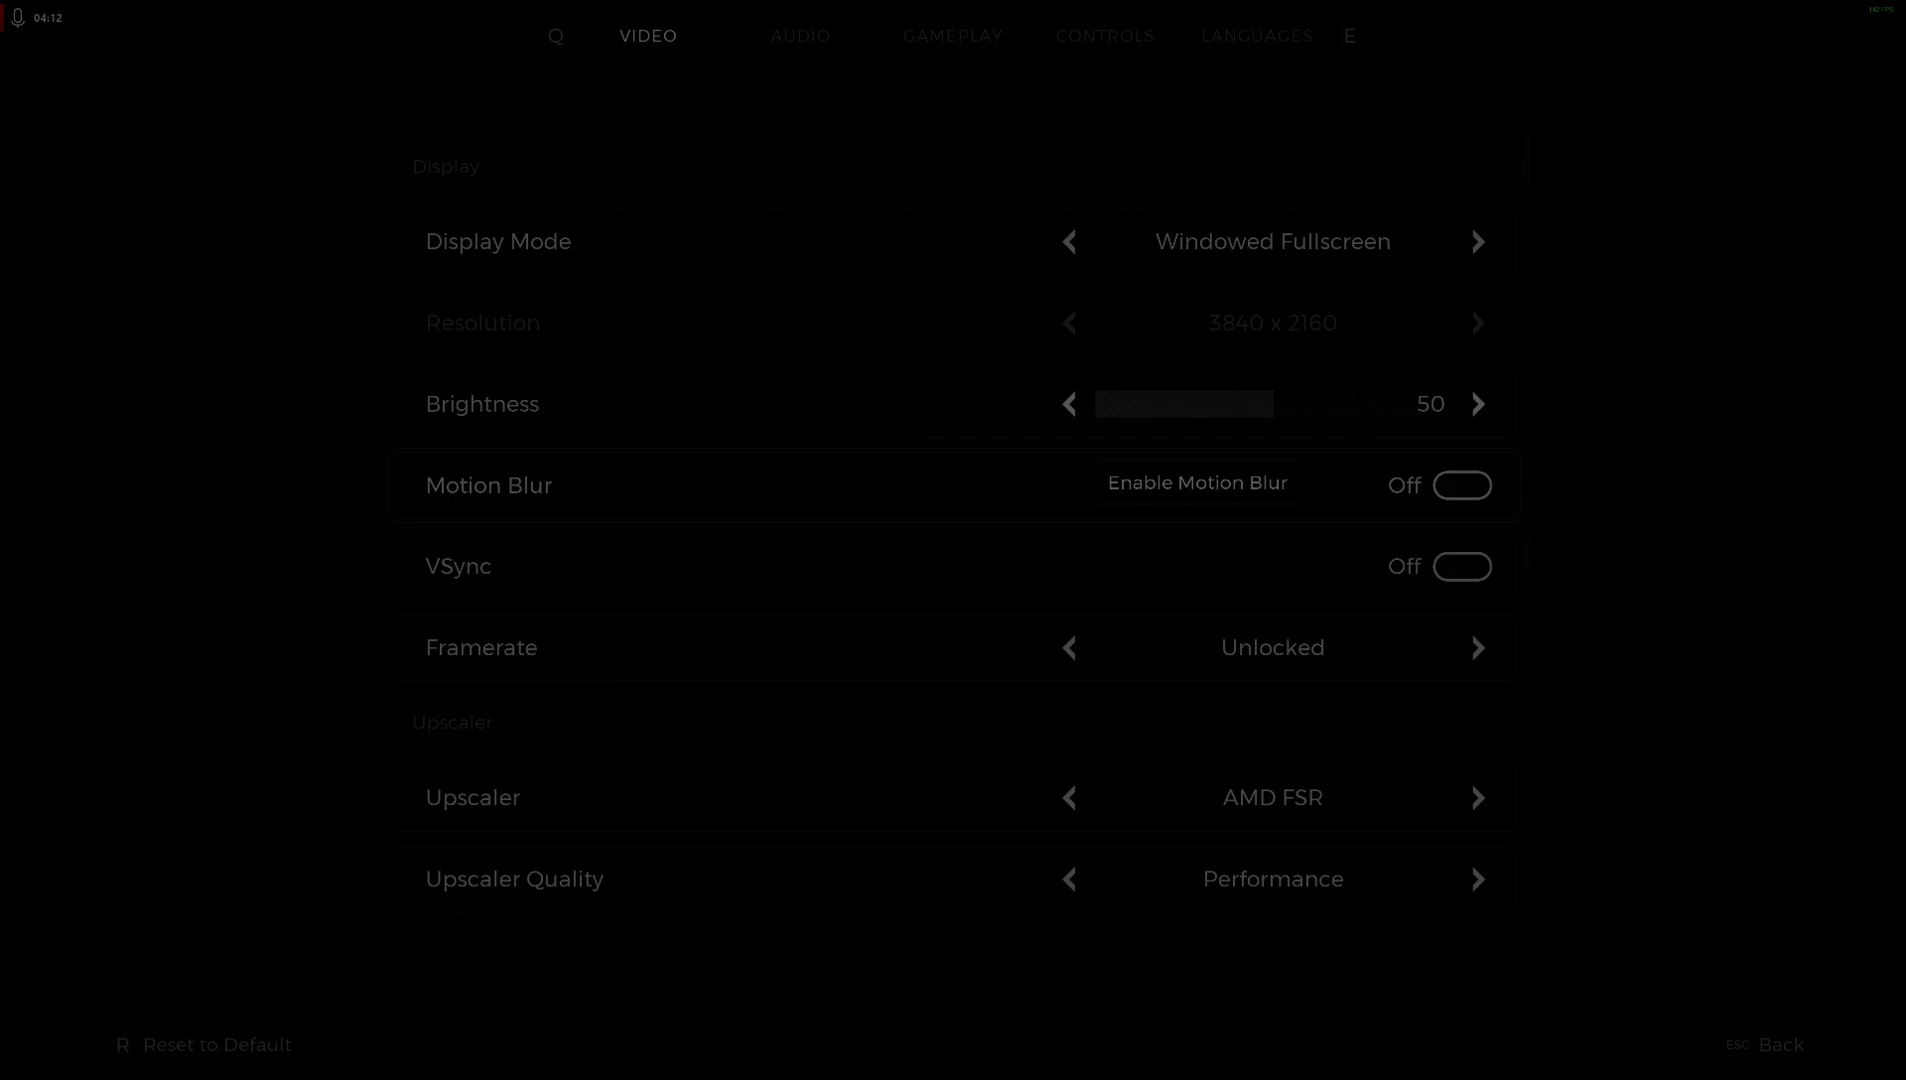 04:12
Q VIDEO AUDIO GAMEPLAY CONTROLS LANGUAGES E
Display
Display Mode Windowed Fullscreen
Resolution 3840 x 2160
Brightness 50
Motion Blur Enable Motion Blur Off
VSync Off
Framerate Unlocked
Upscaler
Upscaler AMD FSR
Upscaler Quality Performance
R Reset to Default ESC Back